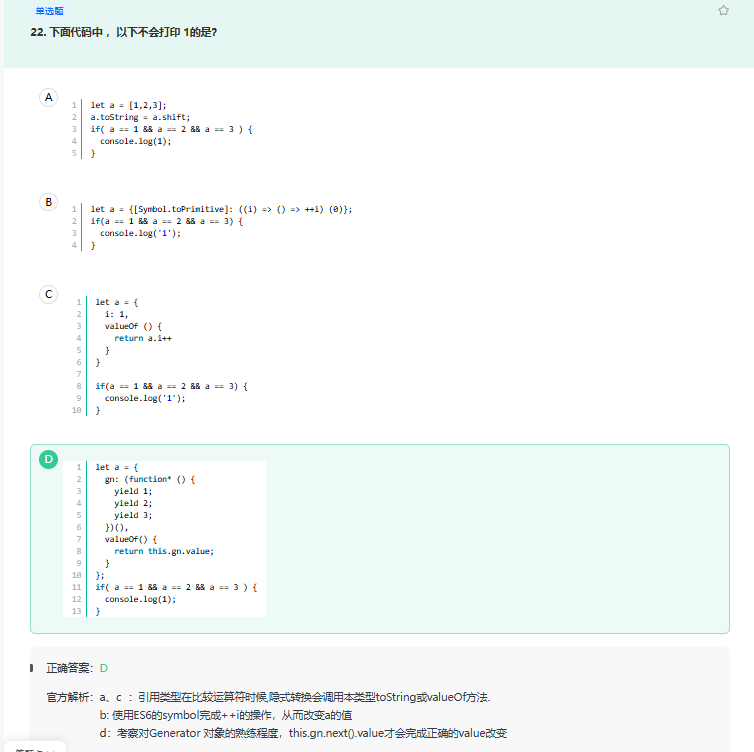 单选题
22. 下面代码中 ，以下不会打印 1的是?
A
1 let a = [1,2,3];
2 a.toString = a.shift;
3 if( a == 1 && a == 2 && a == 3 ) {
4   console.log(1);
5 }
B
1 let a = {[Symbol.toPrimitive]: ((i) => () => ++i) (0)};
2 if(a == 1 && a == 2 && a == 3) {
3   console.log('1');
4 }
C
1 let a = {
2   i: 1,
3   valueOf () {
4     return a.i++
5   }
6 }
7
8 if(a == 1 && a == 2 && a == 3) {
9   console.log('1');
10 }
D
1 let a = {
2   gn: (function* () {
3     yield 1;
4     yield 2;
5     yield 3;
6   })(),
7   valueOf() {
8     return this.gn.value;
9   }
10 };
11 if( a == 1 && a == 2 && a == 3 ) {
12   console.log(1);
13 }
正确答案：D
官方解析：a、c ：引用类型在比较运算符时候,隐式转换会调用本类型toString或valueOf方法.
b: 使用ES6的symbol完成++i的操作，从而改变a的值
d：考察对Generator 对象的熟练程度，this.gn.next().value才会完成正确的value改变